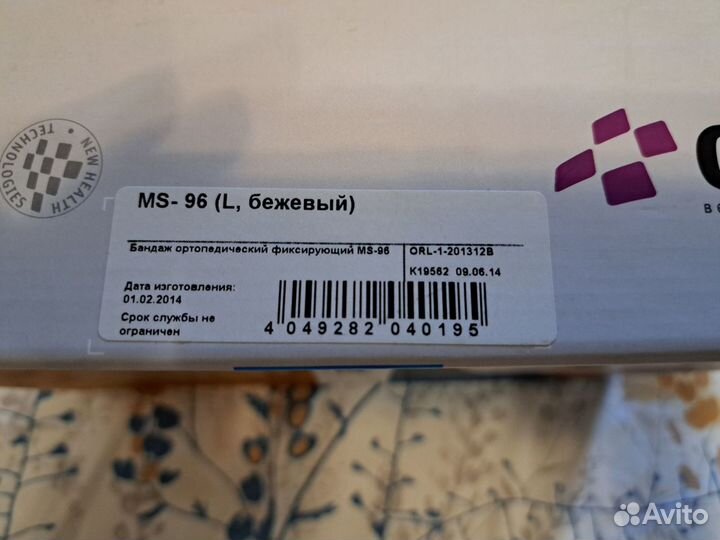 NEW HEALTH TECHNOLOGIES
MS- 96 (L, бежевый)
Бандаж ортопедический фиксирующий MS-96
ORL-1-201312B
K19562 09.06.14
Дата изготовления:
01.02.2014
Срок службы не
ограничен
4 049282 040195
Avito